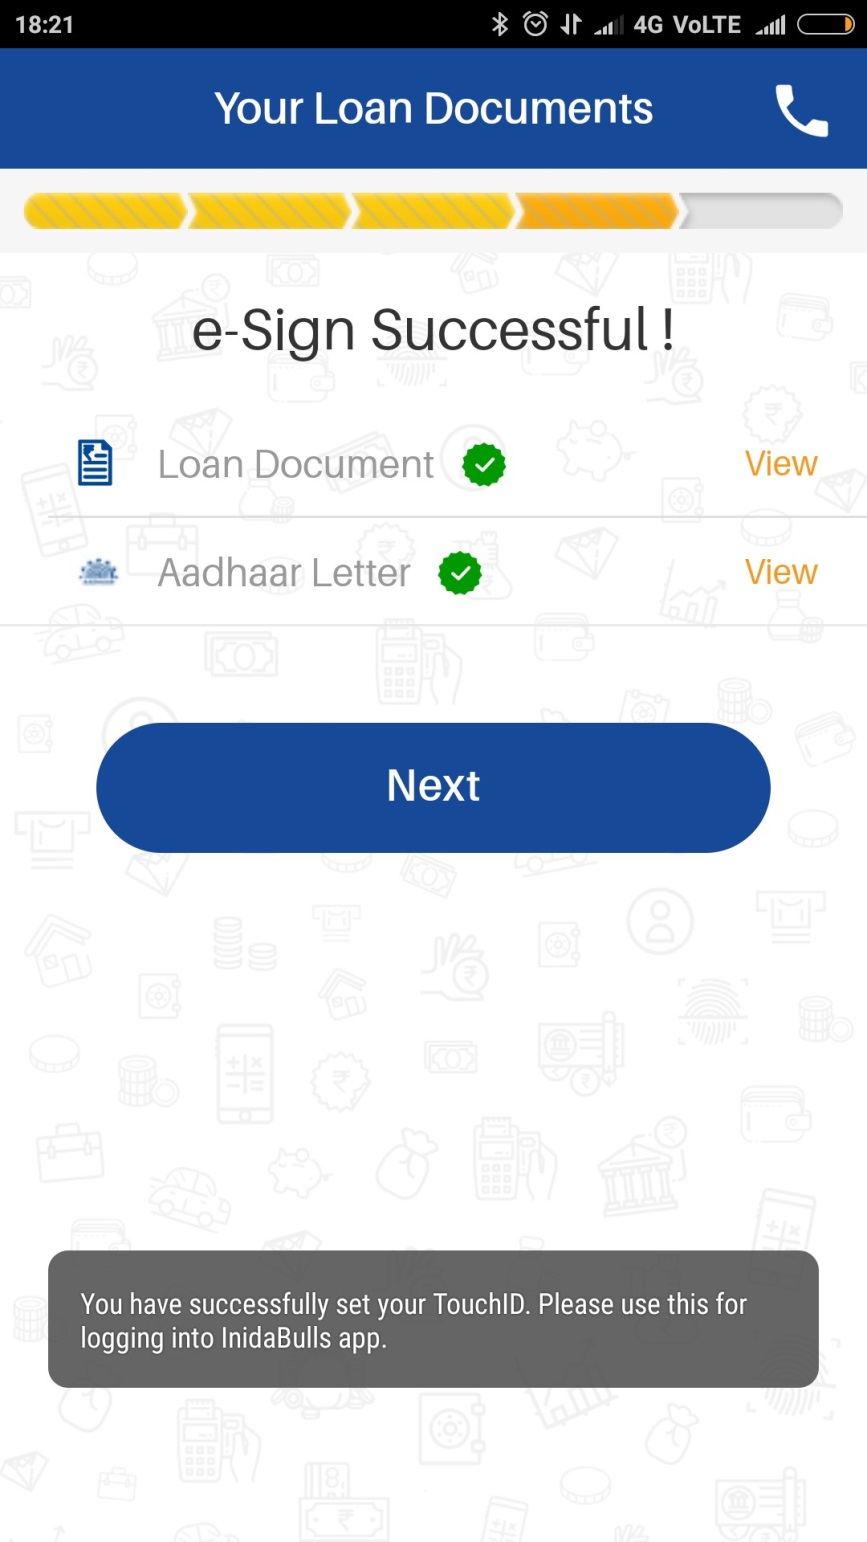 18:21
4G VoLTE
Your Loan Documents
e-Sign Successful !
Loan Document
View
Aadhaar Letter
View
Next
You have successfully set your TouchID. Please use this for
logging into InidaBulls app.